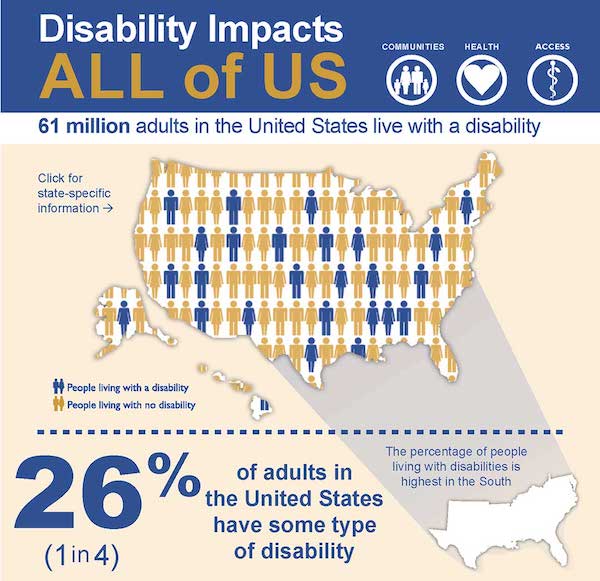 Disability Impacts
ALL of US
COMMUNITIES
HEALTH
ACCESS
61 million adults in the United States live with a disability
Click for
state-specific
information →
People living with a disability
People living with no disability
26%
(1 in 4)
of adults in
the United States
have some type
of disability
The percentage of people
living with disabilities is
highest in the South